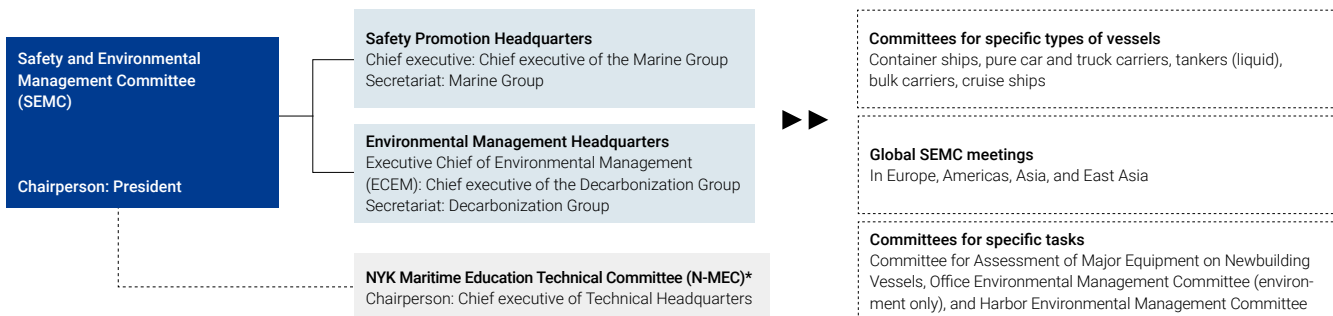 Safety and Environmental
Management Committee
(SEMC)
Chairperson: President
Safety Promotion Headquarters
Chief executive: Chief executive of the Marine Group
Secretariat: Marine Group
Environmental Management Headquarters
Executive Chief of Environmental Management
(ECEM): Chief executive of the Decarbonization Group
Secretariat: Decarbonization Group
NYK Maritime Education Technical Committee (N-MEC)*
Chairperson: Chief executive of Technical Headquarters
Committees for specific types of vessels
Container ships, pure car and truck carriers, tankers (liquid),
bulk carriers, cruise ships
Global SEMC meetings
In Europe, Americas, Asia, and East Asia
Committees for specific tasks
Committee for Assessment of Major Equipment on Newbuilding
Vessels, Office Environmental Management Committee (environ-
ment only), and Harbor Environmental Management Committee